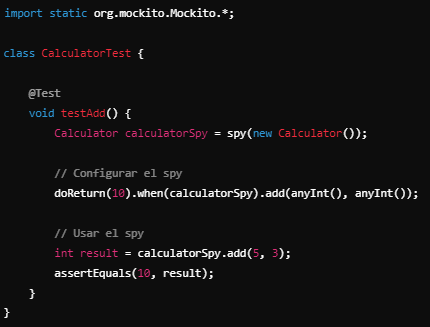 import static org.mockito.Mockito.*;
class CalculatorTest {
@Test
void testAdd() {
Calculator calculatorSpy = spy(new Calculator());
// Configurar el spy
doReturn(10).when(calculatorSpy).add(anyInt(), anyInt());
// Usar el spy
int result = calculatorSpy.add(5, 3);
assertEquals(10, result);
}
}